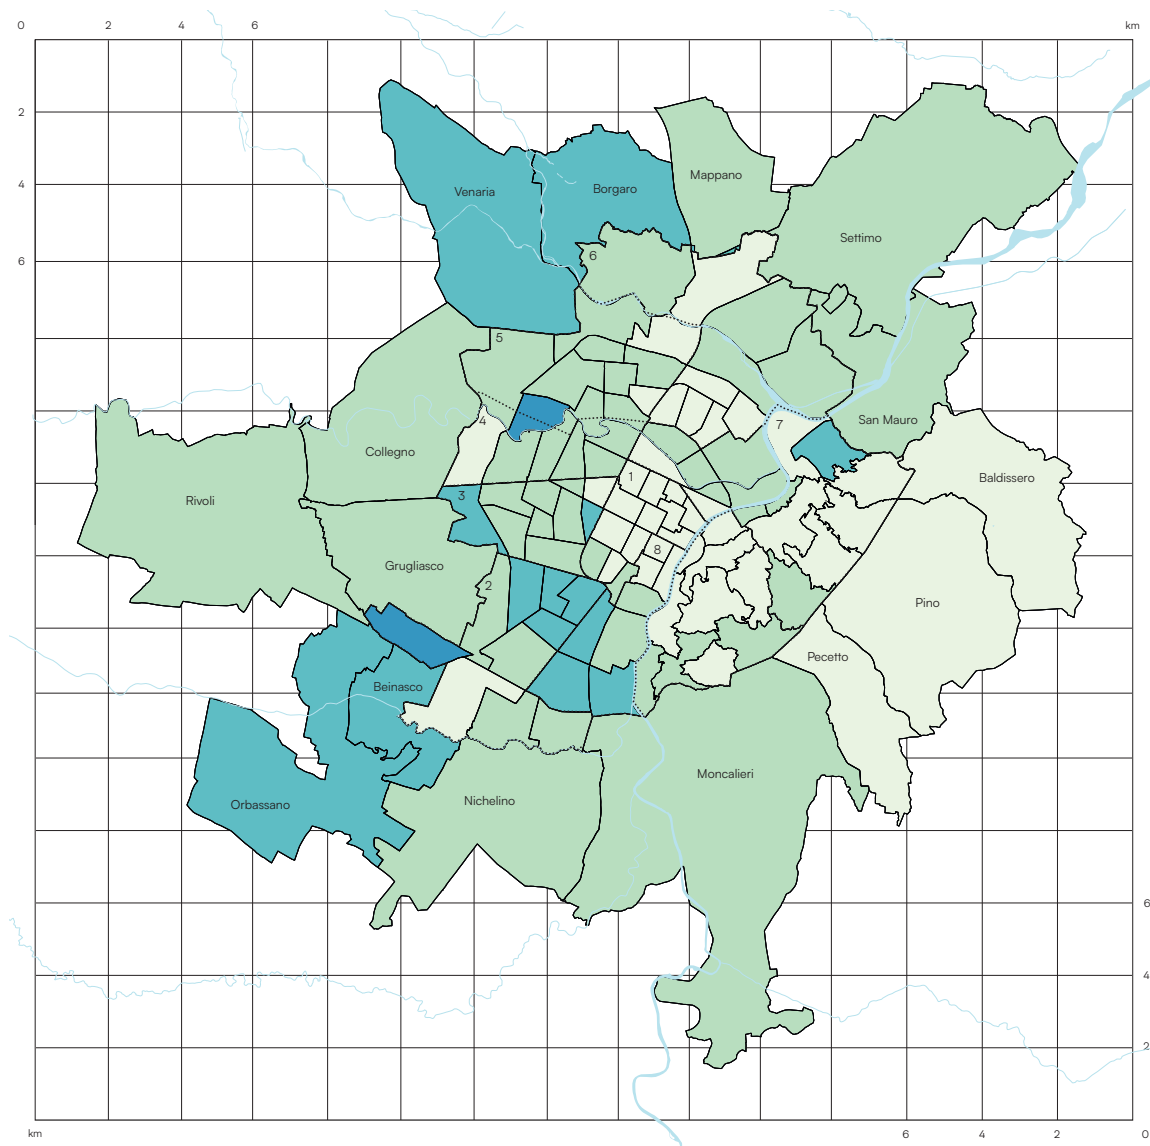 0 2 4 6 km
2
4
6
Venaria
Borgaro
Mappano
Settimo
6
5
4
7
San Mauro
Collegno
Baldissero
Rivoli
3
1
8
Grugliasco
2
Pino
Pecetto
Beinasco
Moncalieri
Orbassano
Nichelino
6
4
2
km 6 4 2 0